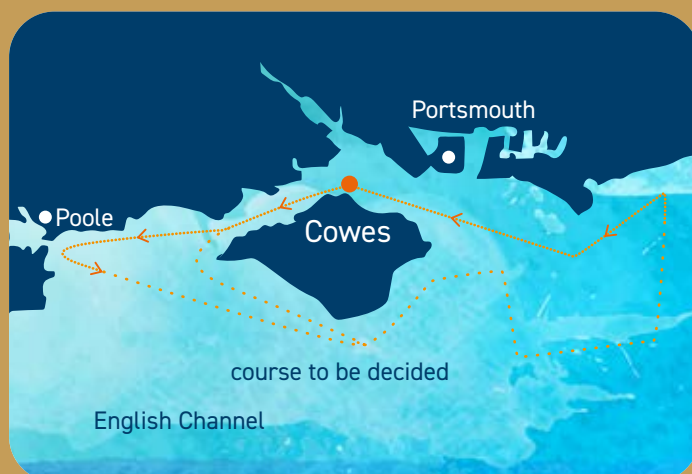 Portsmouth
Poole
Cowes
course to be decided
English Channel